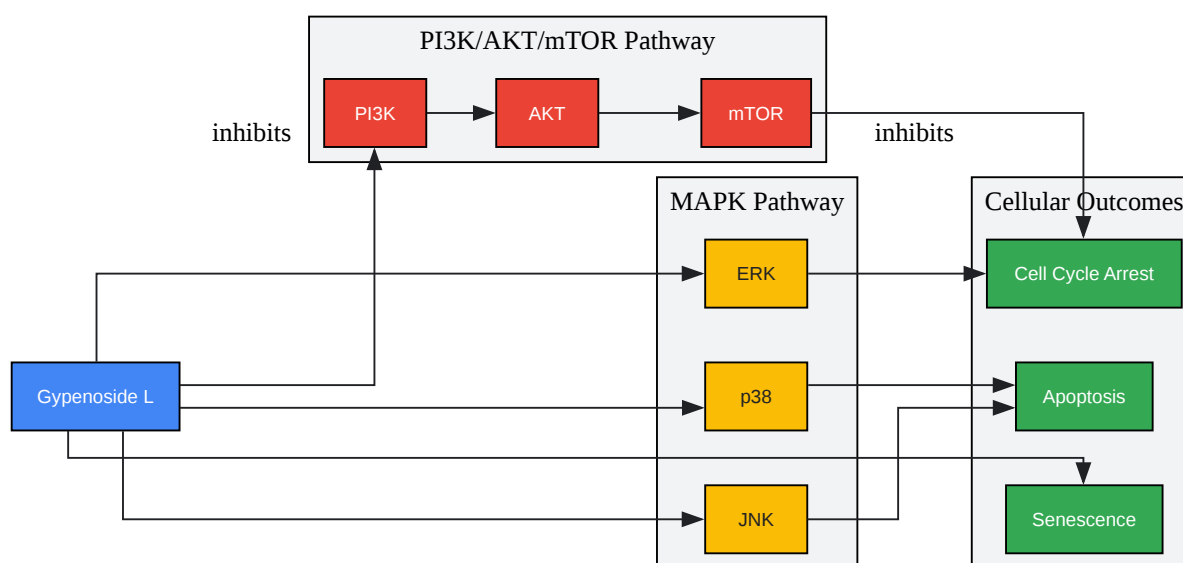 PI3K/AKT/mTOR Pathway
PI3K
AKT
mTOR
inhibits
inhibits
MAPK Pathway
Cellular Outcomes
ERK
Cell Cycle Arrest
Gypenoside L
p38
Apoptosis
JNK
Senescence